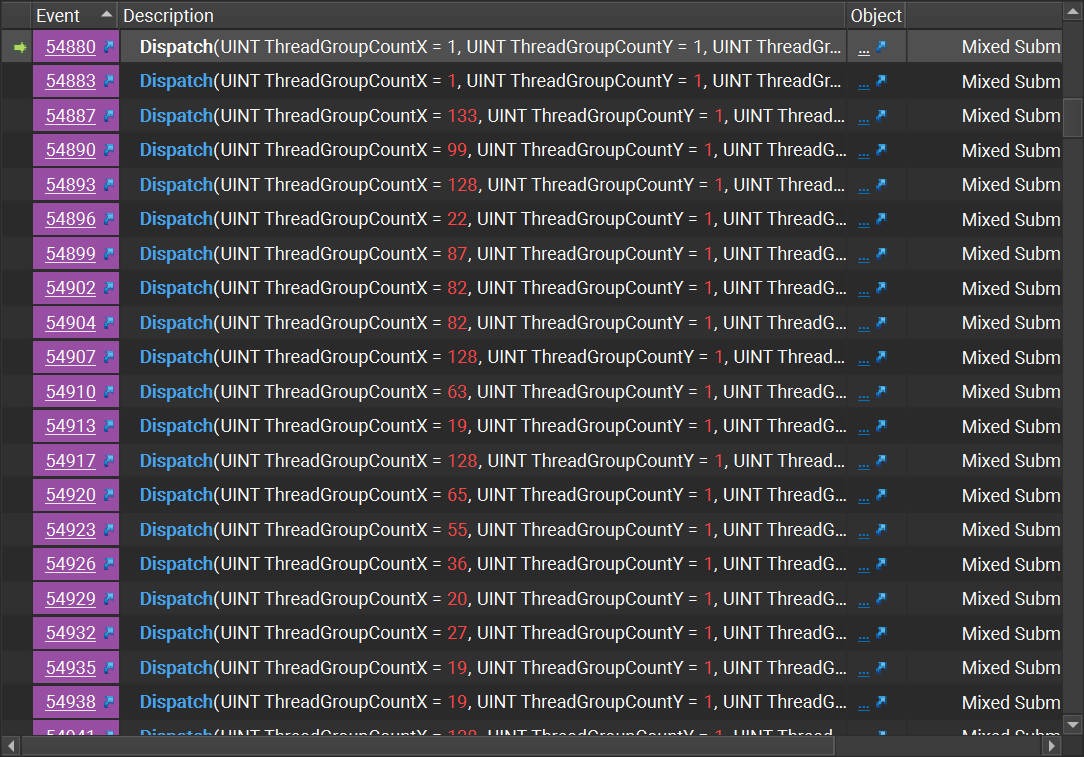 Event Description Object
54880 Dispatch(UINT ThreadGroupCountX = 1, UINT ThreadGroupCountY = 1, UINT ThreadGr... ... Mixed Subm
54883 Dispatch(UINT ThreadGroupCountX = 1, UINT ThreadGroupCountY = 1, UINT ThreadGr... ... Mixed Subm
54887 Dispatch(UINT ThreadGroupCountX = 133, UINT ThreadGroupCountY = 1, UINT Thread... ... Mixed Subm
54890 Dispatch(UINT ThreadGroupCountX = 99, UINT ThreadGroupCountY = 1, UINT ThreadG... ... Mixed Subm
54893 Dispatch(UINT ThreadGroupCountX = 128, UINT ThreadGroupCountY = 1, UINT Thread... ... Mixed Subm
54896 Dispatch(UINT ThreadGroupCountX = 22, UINT ThreadGroupCountY = 1, UINT ThreadG... ... Mixed Subm
54899 Dispatch(UINT ThreadGroupCountX = 87, UINT ThreadGroupCountY = 1, UINT ThreadG... ... Mixed Subm
54902 Dispatch(UINT ThreadGroupCountX = 82, UINT ThreadGroupCountY = 1, UINT ThreadG... ... Mixed Subm
54904 Dispatch(UINT ThreadGroupCountX = 82, UINT ThreadGroupCountY = 1, UINT ThreadG... ... Mixed Subm
54907 Dispatch(UINT ThreadGroupCountX = 128, UINT ThreadGroupCountY = 1, UINT Thread... ... Mixed Subm
54910 Dispatch(UINT ThreadGroupCountX = 63, UINT ThreadGroupCountY = 1, UINT ThreadG... ... Mixed Subm
54913 Dispatch(UINT ThreadGroupCountX = 19, UINT ThreadGroupCountY = 1, UINT ThreadG... ... Mixed Subm
54917 Dispatch(UINT ThreadGroupCountX = 128, UINT ThreadGroupCountY = 1, UINT Thread... ... Mixed Subm
54920 Dispatch(UINT ThreadGroupCountX = 65, UINT ThreadGroupCountY = 1, UINT ThreadG... ... Mixed Subm
54923 Dispatch(UINT ThreadGroupCountX = 55, UINT ThreadGroupCountY = 1, UINT ThreadG... ... Mixed Subm
54926 Dispatch(UINT ThreadGroupCountX = 36, UINT ThreadGroupCountY = 1, UINT ThreadG... ... Mixed Subm
54929 Dispatch(UINT ThreadGroupCountX = 20, UINT ThreadGroupCountY = 1, UINT ThreadG... ... Mixed Subm
54932 Dispatch(UINT ThreadGroupCountX = 27, UINT ThreadGroupCountY = 1, UINT ThreadG... ... Mixed Subm
54935 Dispatch(UINT ThreadGroupCountX = 19, UINT ThreadGroupCountY = 1, UINT ThreadG... ... Mixed Subm
54938 Dispatch(UINT ThreadGroupCountX = 19, UINT ThreadGroupCountY = 1, UINT ThreadG... ... Mixed Subm